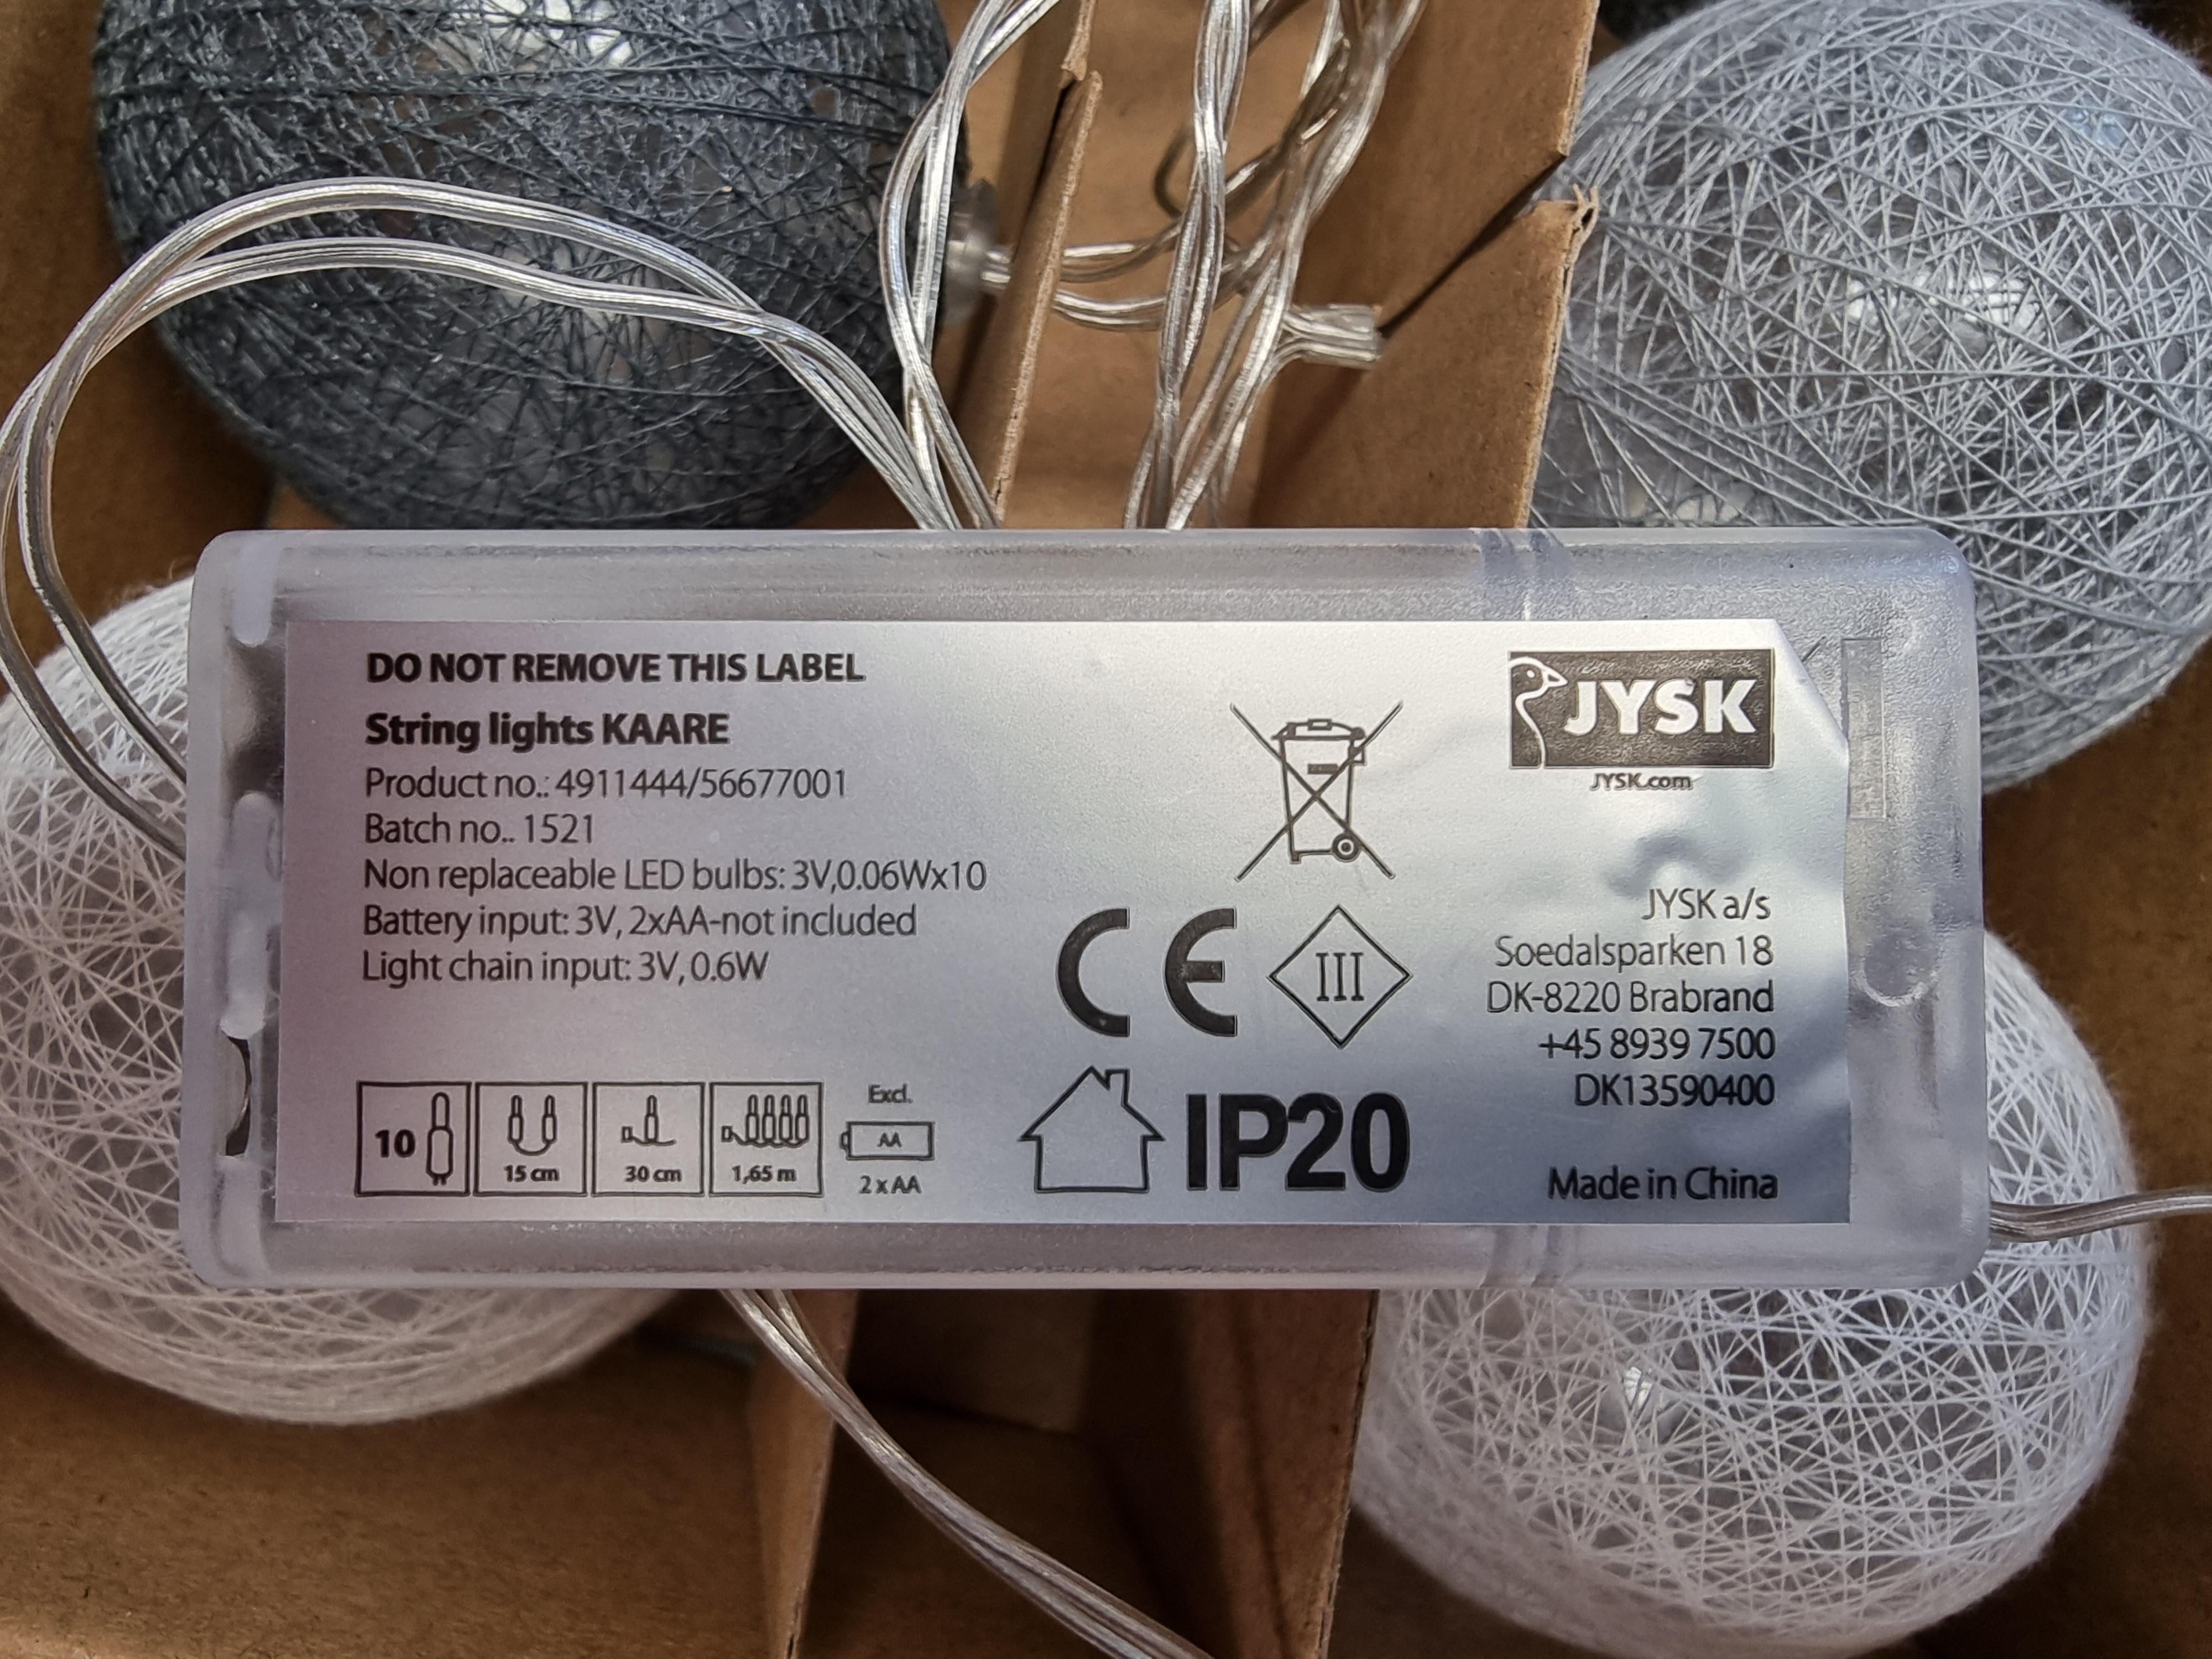 DO NOT REMOVE THIS LABEL
String lights KAARE
Product no.: 4911444/56677001
Batch no.. 1521
Non replaceable LED bulbs: 3V,0.06Wx10
Battery input: 3V, 2xAA-not included
Light chain input: 3V, 0.6W
10
15 cm
30 cm
1,65 m
Excl.
AA
2 x AA
CE
III
IP20
JYSK
JYSK.com
JYSK a/s
Soedalsparken 18
DK-8220 Brabrand
+45 8939 7500
DK13590400
Made in China